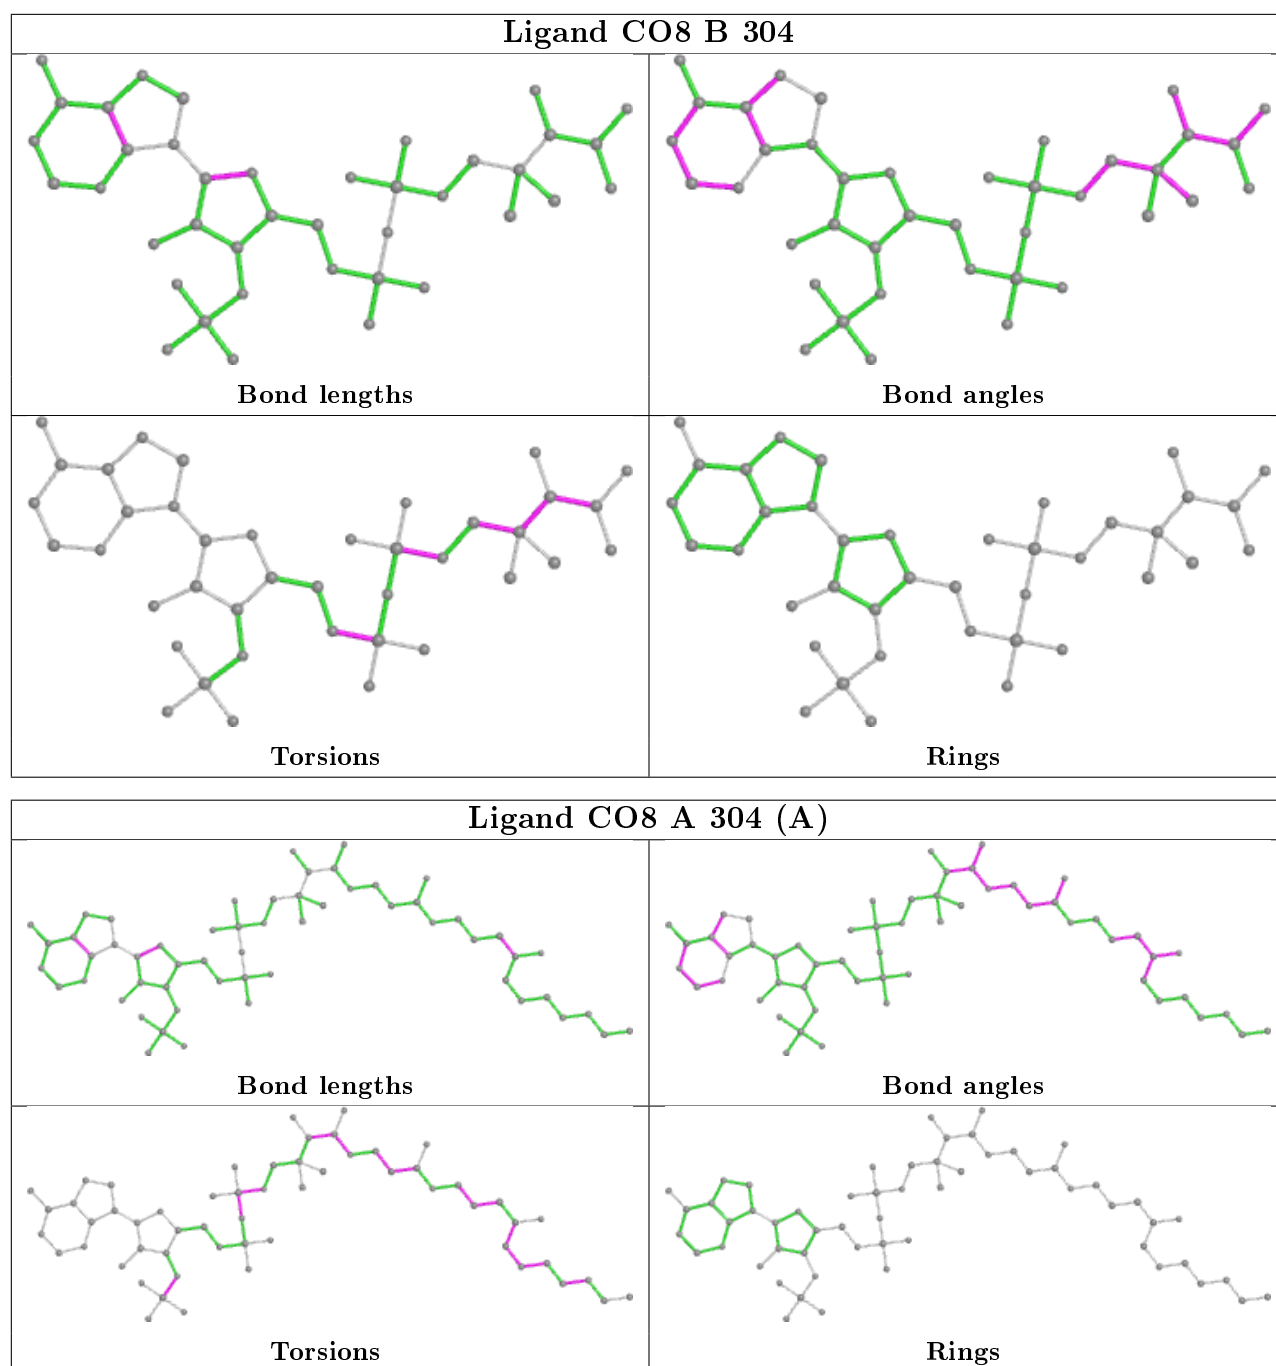 Ligand CO8 B 304
Bond lengths
Bond angles
Torsions
Rings
Ligand CO8 A 304 (A)
Bond lengths
Bond angles
Torsions
Rings